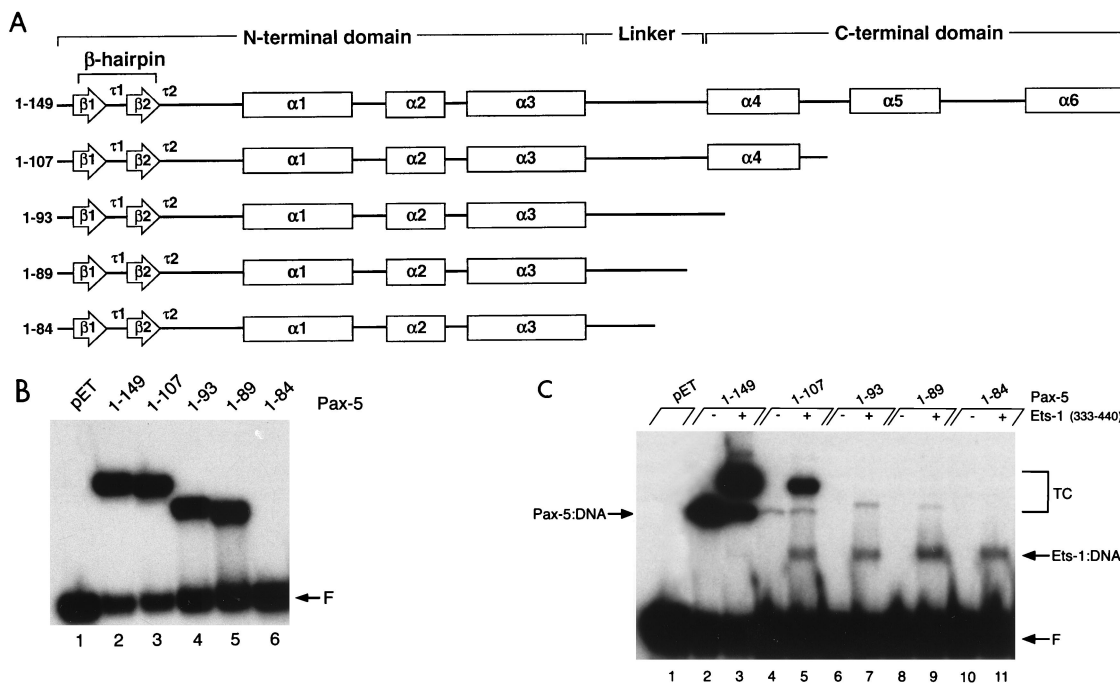 A
N-terminal domain Linker C-terminal domain
β-hairpin
1-149 β1 τ1 β2 τ2 α1 α2 α3 α4 α5 α6
1-107 β1 τ1 β2 τ2 α1 α2 α3 α4
1-93 β1 τ1 β2 τ2 α1 α2 α3
1-89 β1 τ1 β2 τ2 α1 α2 α3
1-84 β1 τ1 β2 τ2 α1 α2 α3
B
pET 1-149 1-107 1-93 1-89 1-84 Pax-5
F
1 2 3 4 5 6
C
pET 1-149 1-107 1-93 1-89 1-84 Pax-5
- + - + - + - + - + Ets-1 (333-440)
TC
Pax-5:DNA
Ets-1:DNA
F
1 2 3 4 5 6 7 8 9 10 11